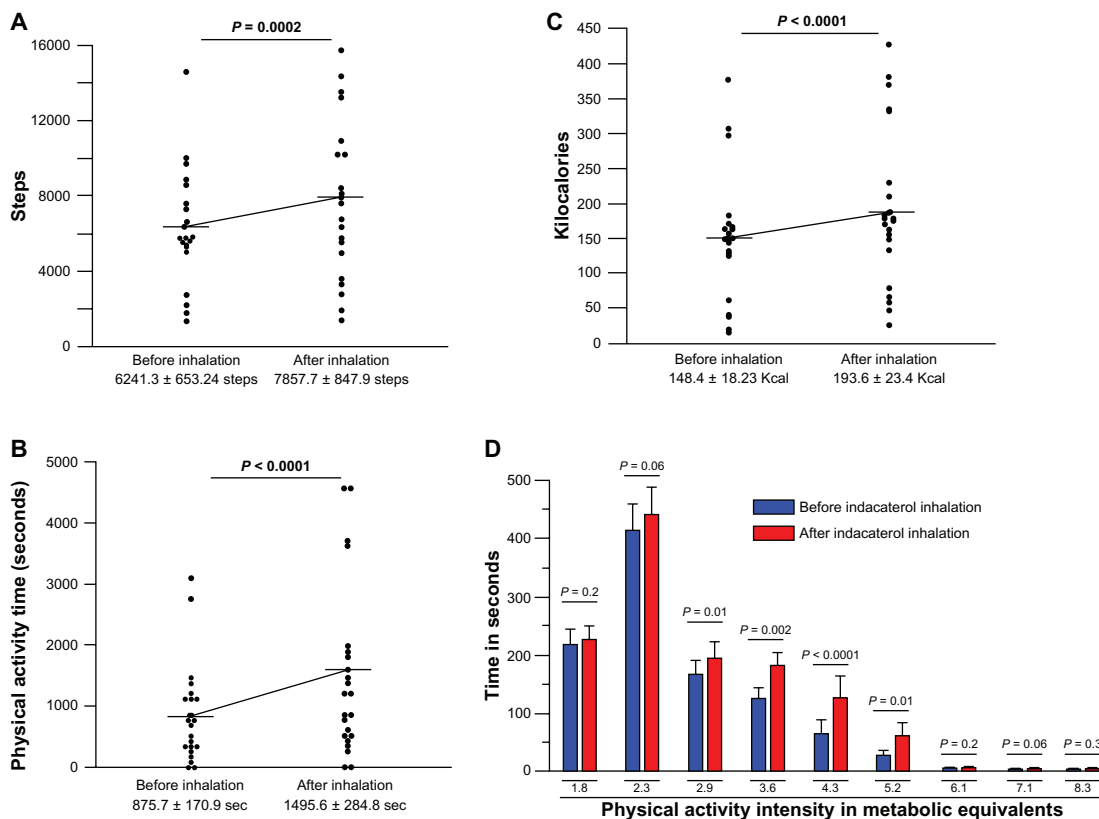 A
P = 0.0002
16000
12000
8000
4000
0
Steps
Before inhalation
6241.3 ± 653.24 steps
After inhalation
7857.7 ± 847.9 steps
B
P < 0.0001
5000
4000
3000
2000
1000
0
Physical activity time (seconds)
Before inhalation
875.7 ± 170.9 sec
After inhalation
1495.6 ± 284.8 sec
C
P < 0.0001
450
400
350
300
250
200
150
100
50
0
Kilocalories
Before inhalation
148.4 ± 18.23 Kcal
After inhalation
193.6 ± 23.4 Kcal
D
500
400
300
200
100
0
Time in seconds
Before indacaterol inhalation
After indacaterol inhalation
P = 0.2
P = 0.06
P = 0.01
P = 0.002
P < 0.0001
P = 0.01
P = 0.2
P = 0.06
P = 0.3
1.8 2.3 2.9 3.6 4.3 5.2 6.1 7.1 8.3
Physical activity intensity in metabolic equivalents